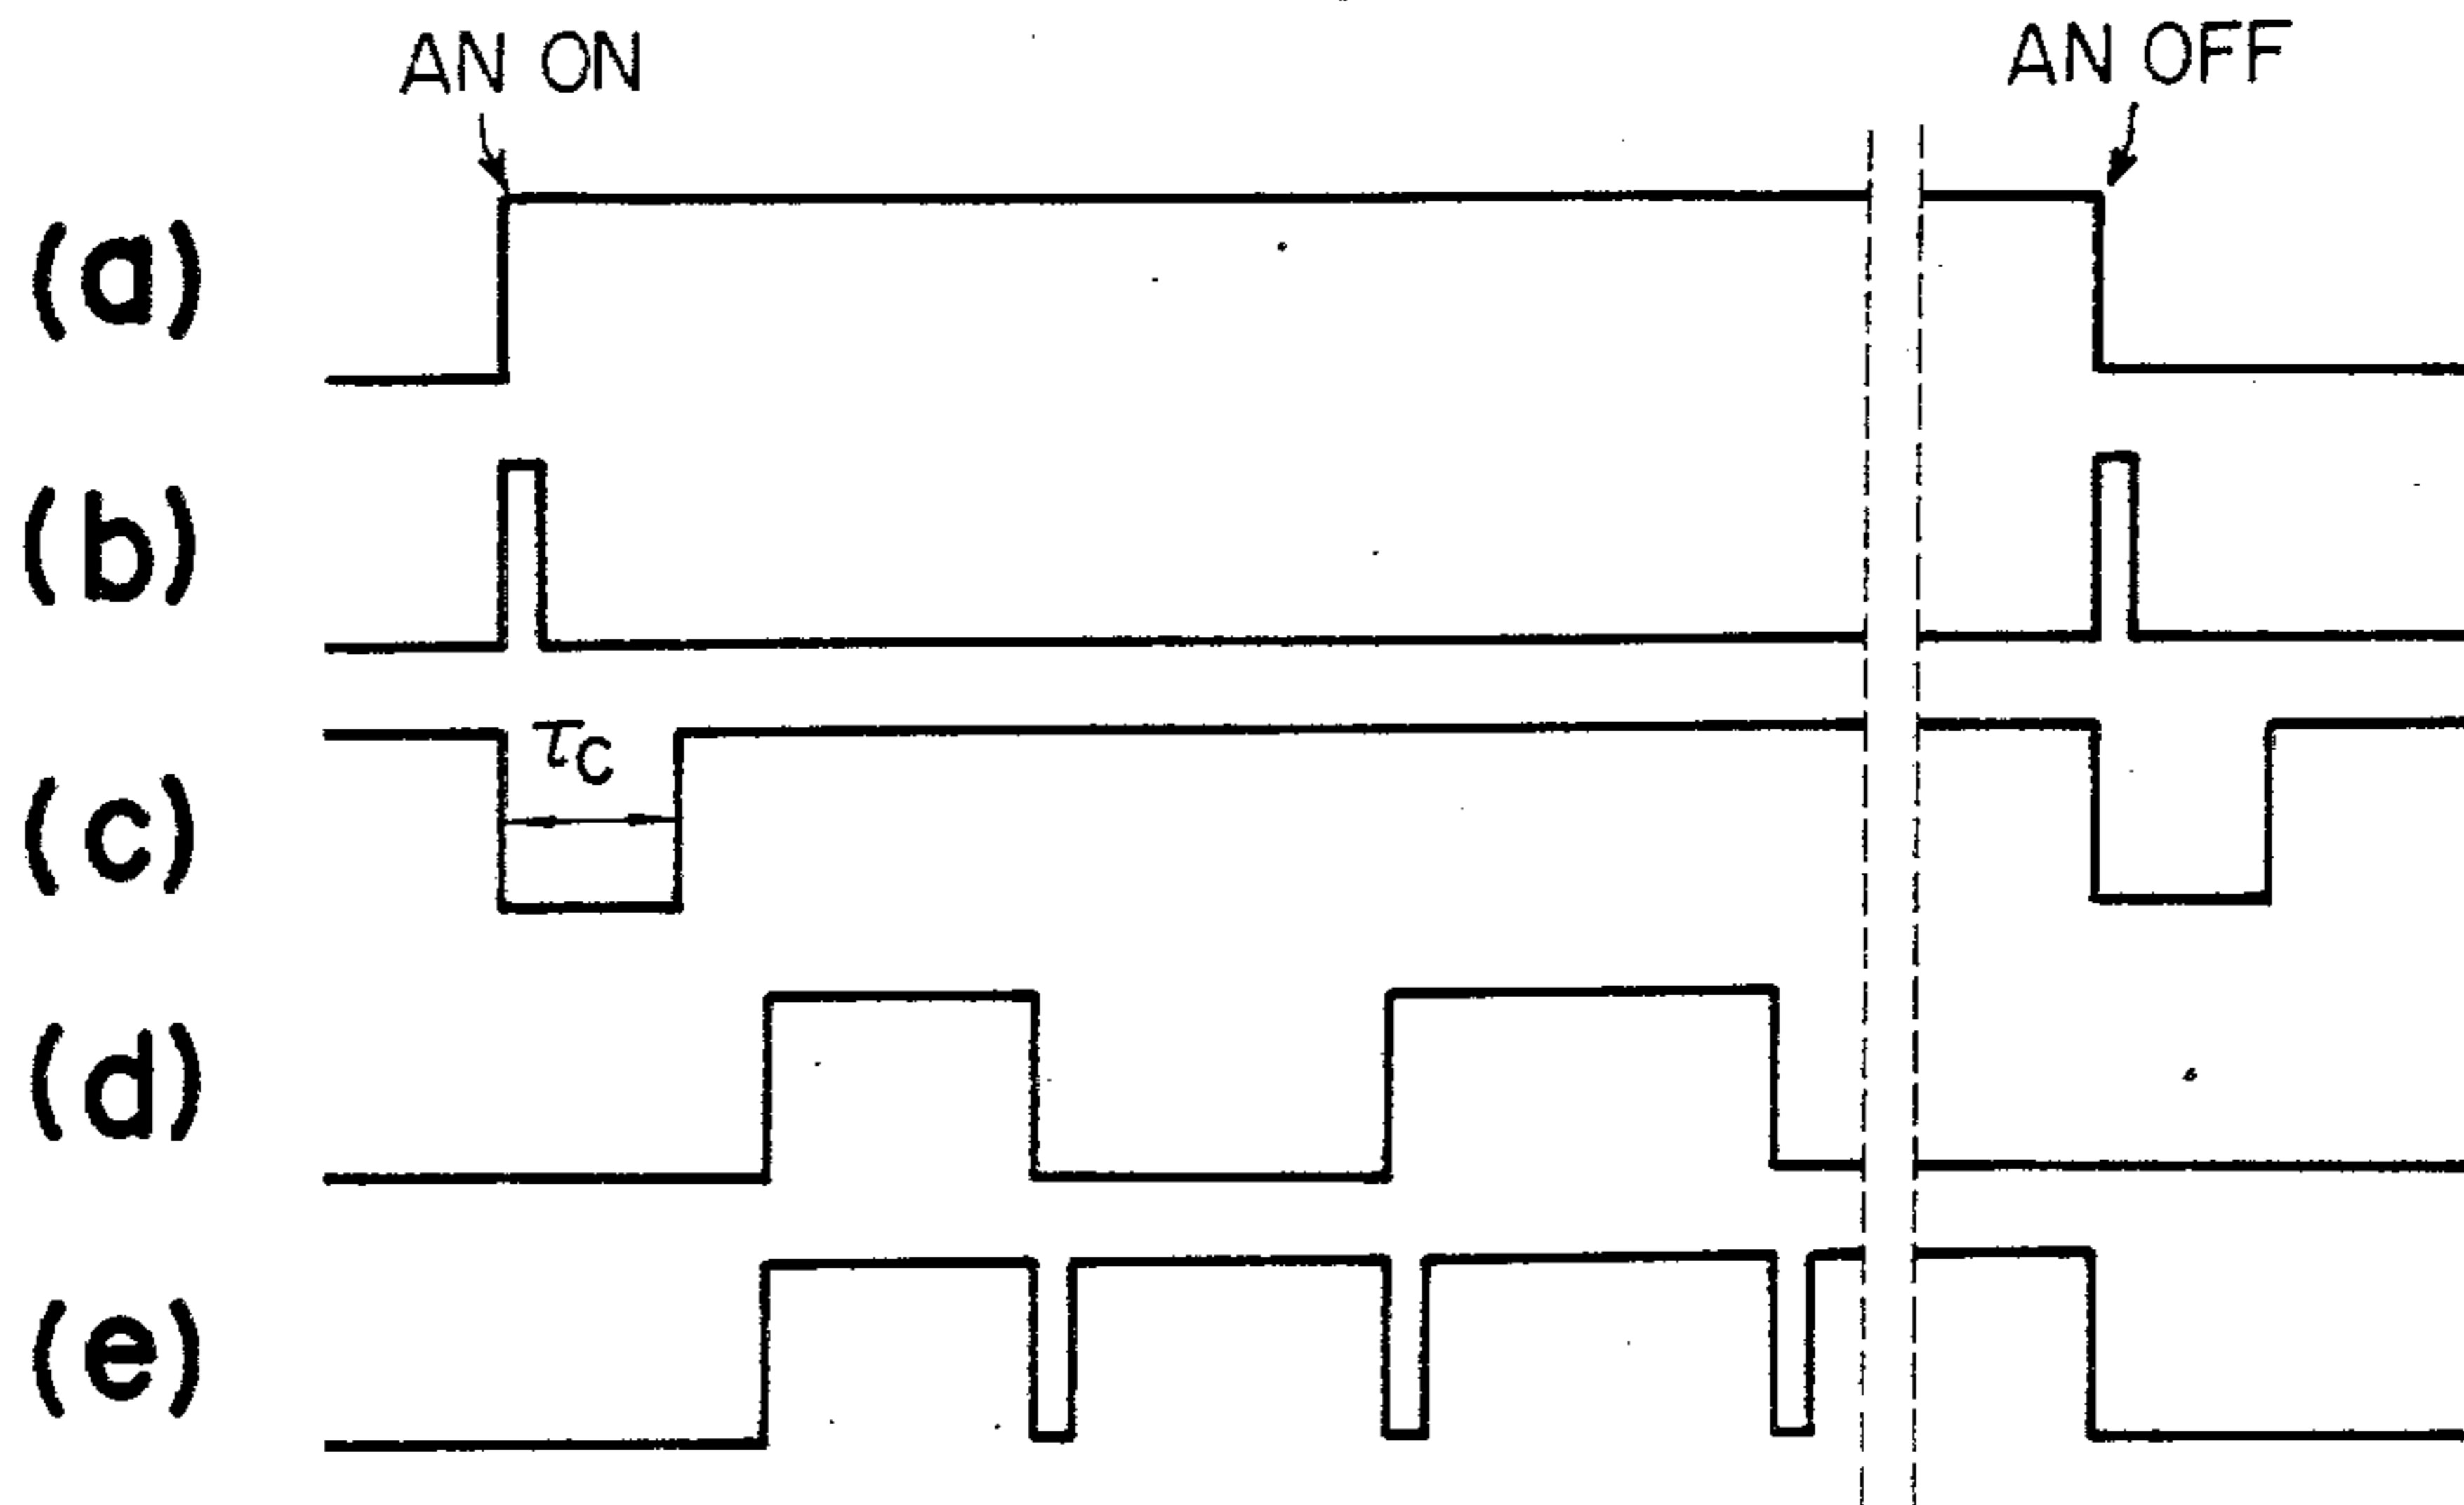 AN ON
AN OFF
(a)
(b)
τc
(c)
(d)
(e)